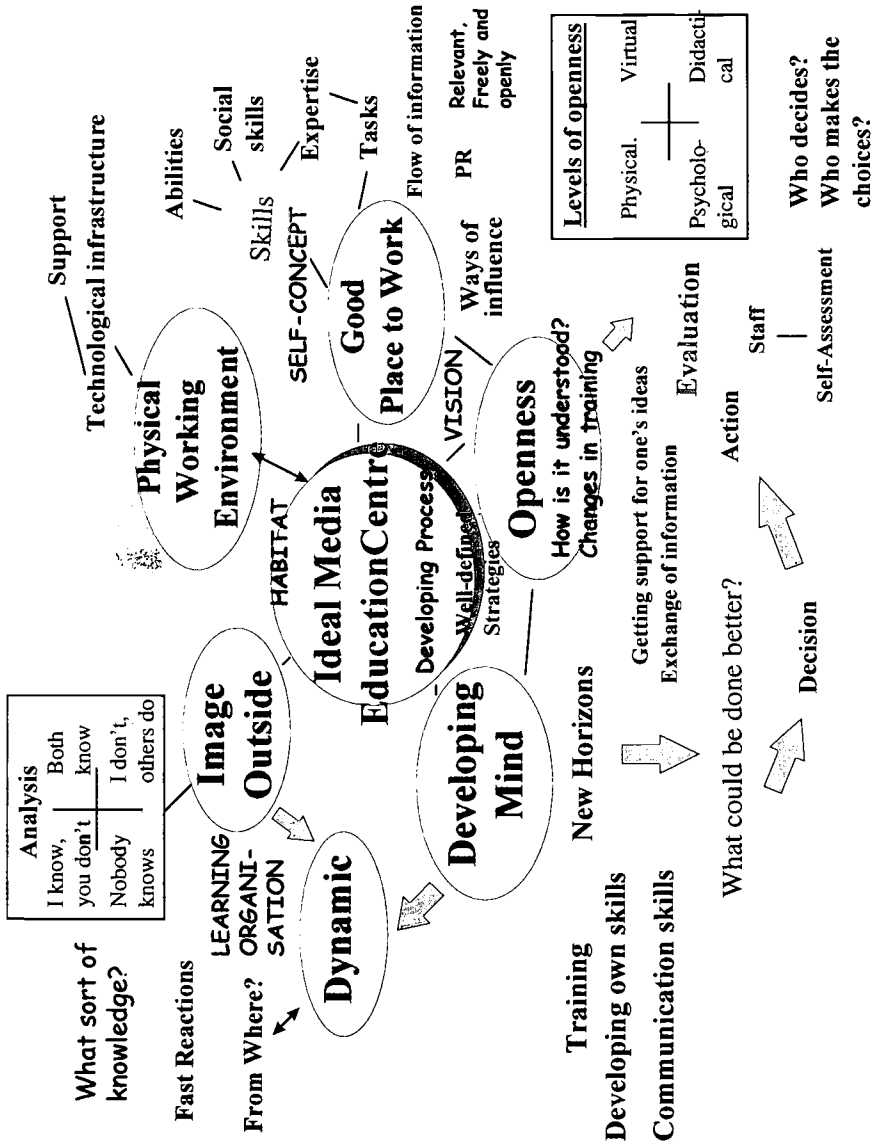 What sort of
knowledge?
Analysis
I know,
you don't
Both
know
Nobody
knows
I don't,
others do
Fast Reactions
From Where?
LEARNING
ORGANI-
SATION
Dynamic
Image
Outside
HABITAT
Physical
Working
Environment
Support
Technological infrastructure
Abilities
Social
skills
Skills
Expertise
Tasks
SELF-CONCEPT
Good
Place to Work
Flow of information
PR
Relevant,
Freely and
openly
Ways of
influence
Ideal Media
EducationCentre
Developing Process
Well-defined
Strategies
VISION
Openness
How is it understood?
Changes in training
Developing
Mind
Training
Developing own skills
Communication skills
New Horizons
Getting support for one's ideas
Exchange of information
What could be done better?
Decision
Action
Evaluation
Staff
Self-Assessment
Levels of openness
Physical.
Virtual
Psycholo-
gical
Didacti-
cal
Who decides?
Who makes the
choices?